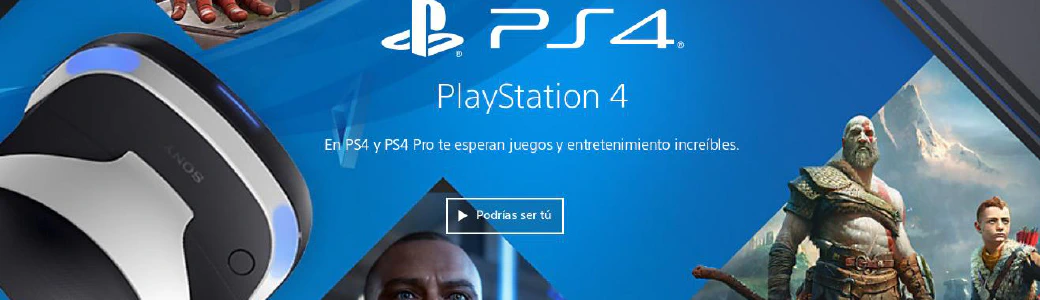 PS4
PlayStation 4
En PS4 y PS4 Pro te esperan juegos y entretenimiento increíbles.
Podrías ser tú
SONY